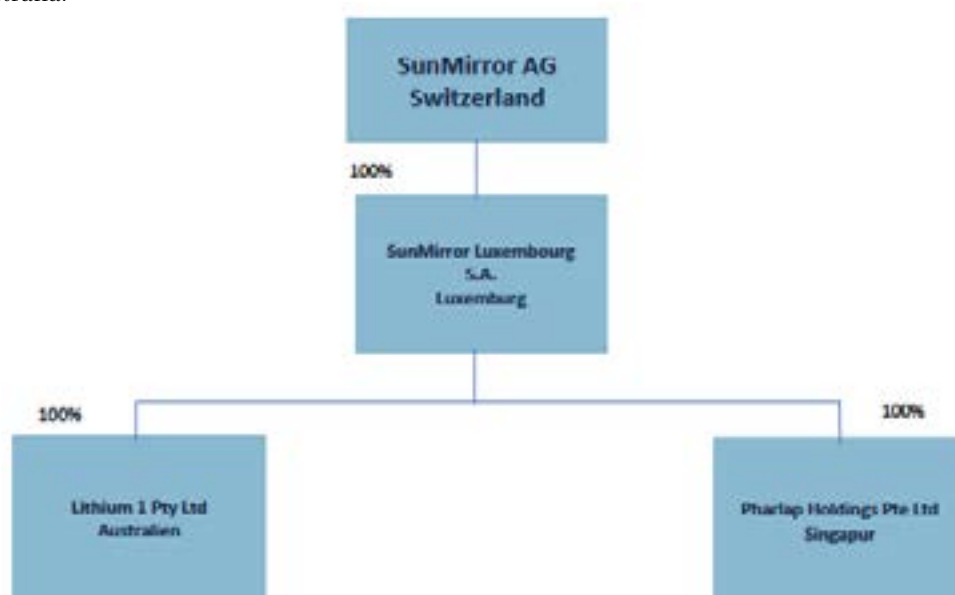 SunMirror AG
Switzerland
100%
SunMirror Luxembourg
S.A.
Luxemburg
100%
100%
Lithium 1 Pty Ltd
Australien
Pharlap Holdings Pte Ltd
Singapur